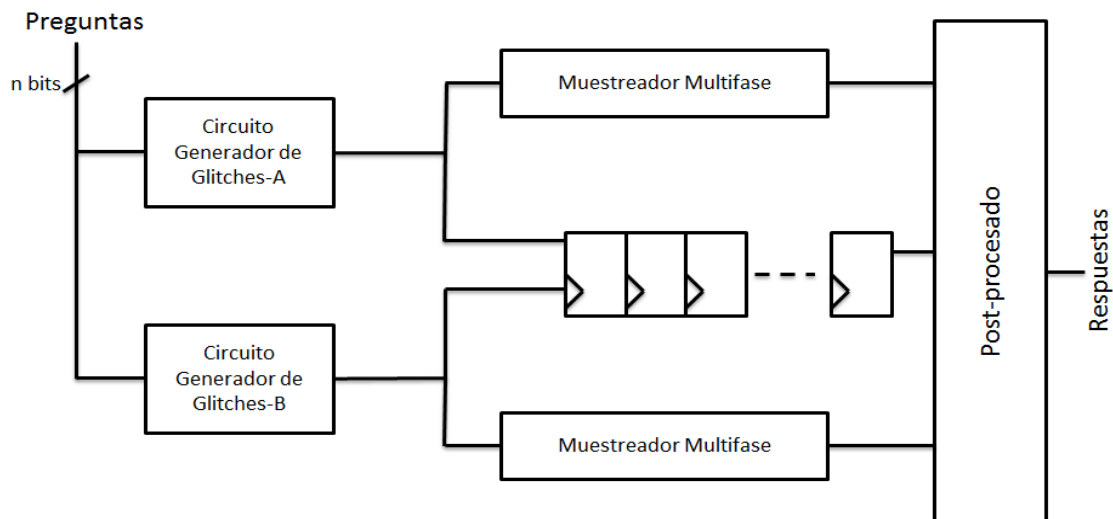 Preguntas
n bits
Circuito
Generador de
Glitches-A
Muestreador Multifase
Circuito
Generador de
Glitches-B
Muestreador Multifase
Post-procesado
Respuestas